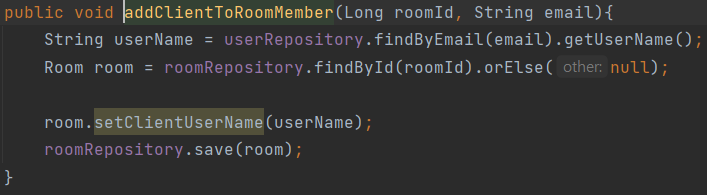 public void addClientToRoomMember(Long roomId, String email){
String userName = userRepository.findByEmail(email).getUserName();
Room room = roomRepository.findById(roomId).orElse( other: null);
room.setClientUserName(userName);
roomRepository.save(room);
}